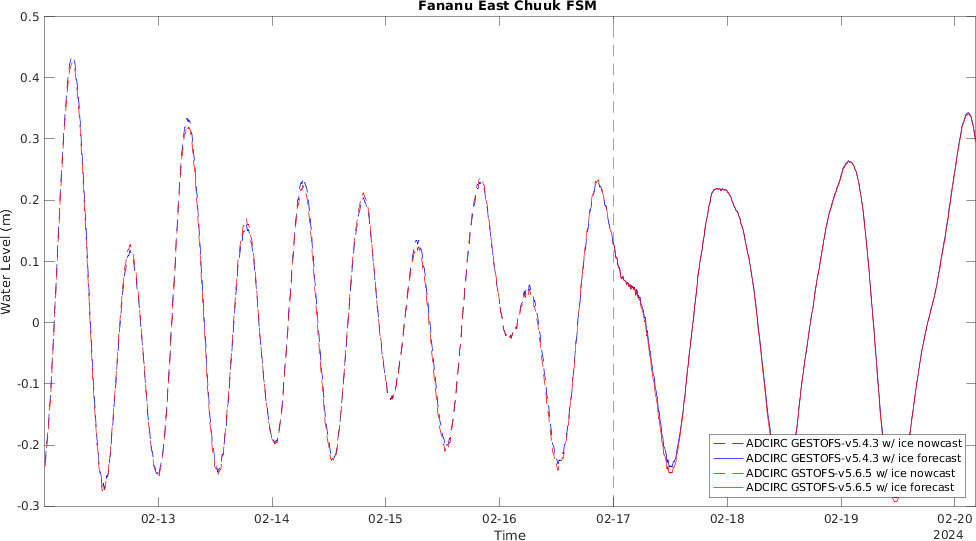 Fananu East Chuuk FSM
0.5
0.4
0.3
0.2
0.1
0
-0.1
-0.2
-0.3
Water Level (m)
ADCIRC GESTOFS-v5.4.3 w/ ice nowcast
ADCIRC GESTOFS-v5.4.3 w/ ice forecast
ADCIRC GSTOFS-v5.6.5 w/ ice nowcast
ADCIRC GSTOFS-v5.6.5 w/ ice forecast
02-13 02-14 02-15 02-16 02-17 02-18 02-19 02-20
Time
2024